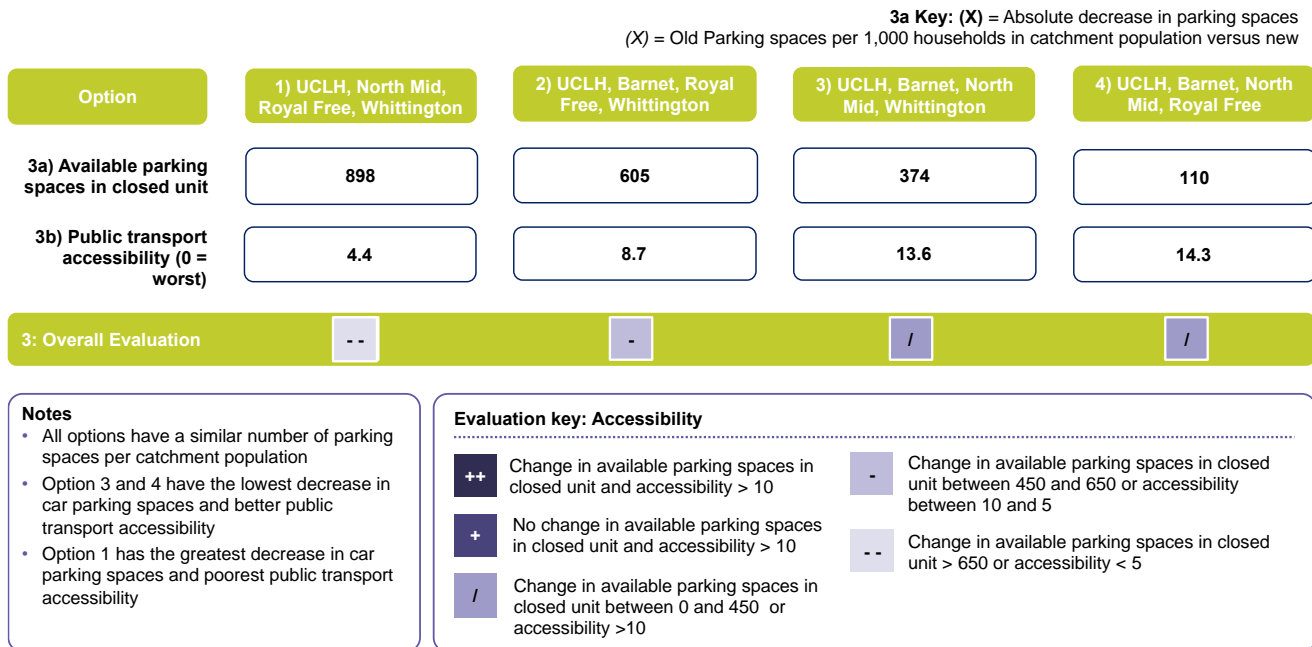 3a Key: (X) = Absolute decrease in parking spaces
(X) = Old Parking spaces per 1,000 households in catchment population versus new
Option
1) UCLH, North Mid,
Royal Free, Whittington
2) UCLH, Barnet, Royal
Free, Whittington
3) UCLH, Barnet, North
Mid, Whittington
4) UCLH, Barnet, North
Mid, Royal Free
3a) Available parking
spaces in closed unit
898
605
374
110
3b) Public transport
accessibility (0 =
worst)
4.4
8.7
13.6
14.3
3: Overall Evaluation
- -
-
/
/
Notes
• All options have a similar number of parking
spaces per catchment population
• Option 3 and 4 have the lowest decrease in
car parking spaces and better public
transport accessibility
• Option 1 has the greatest decrease in car
parking spaces and poorest public transport
accessibility
Evaluation key: Accessibility
++
Change in available parking spaces in
closed unit and accessibility > 10
+
No change in available parking spaces
in closed unit and accessibility > 10
/
Change in available parking spaces in
closed unit between 0 and 450 or
accessibility >10
-
Change in available parking spaces in closed
unit between 450 and 650 or accessibility
between 10 and 5
- -
Change in available parking spaces in closed
unit > 650 or accessibility < 5